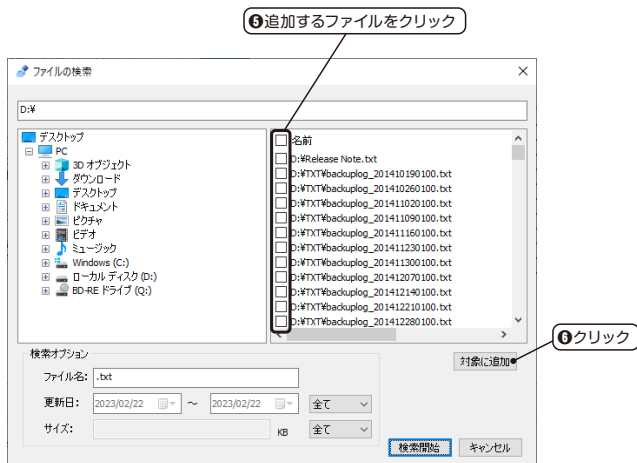 ❺追加するファイルをクリック
ファイルの検索
D:¥
デスクトップ
PC
3D オブジェクト
ダウンロード
デスクトップ
ドキュメント
ピクチャ
ビデオ
ミュージック
Windows (C:)
ローカル ディスク (D:)
BD-RE ドライブ (Q:)
名前
D:¥Release Note.txt
D:¥TXT¥backuplog_201410190100.txt
D:¥TXT¥backuplog_201410260100.txt
D:¥TXT¥backuplog_201411020100.txt
D:¥TXT¥backuplog_201411090100.txt
D:¥TXT¥backuplog_201411160100.txt
D:¥TXT¥backuplog_201411230100.txt
D:¥TXT¥backuplog_201411300100.txt
D:¥TXT¥backuplog_201412070100.txt
D:¥TXT¥backuplog_201412140100.txt
D:¥TXT¥backuplog_201412210100.txt
D:¥TXT¥backuplog_201412280100.txt
❻クリック
対象に追加
検索オプション
ファイル名: .txt
更新日: 2023/02/22 ～ 2023/02/22 全て
サイズ: KB 全て
検索開始 キャンセル